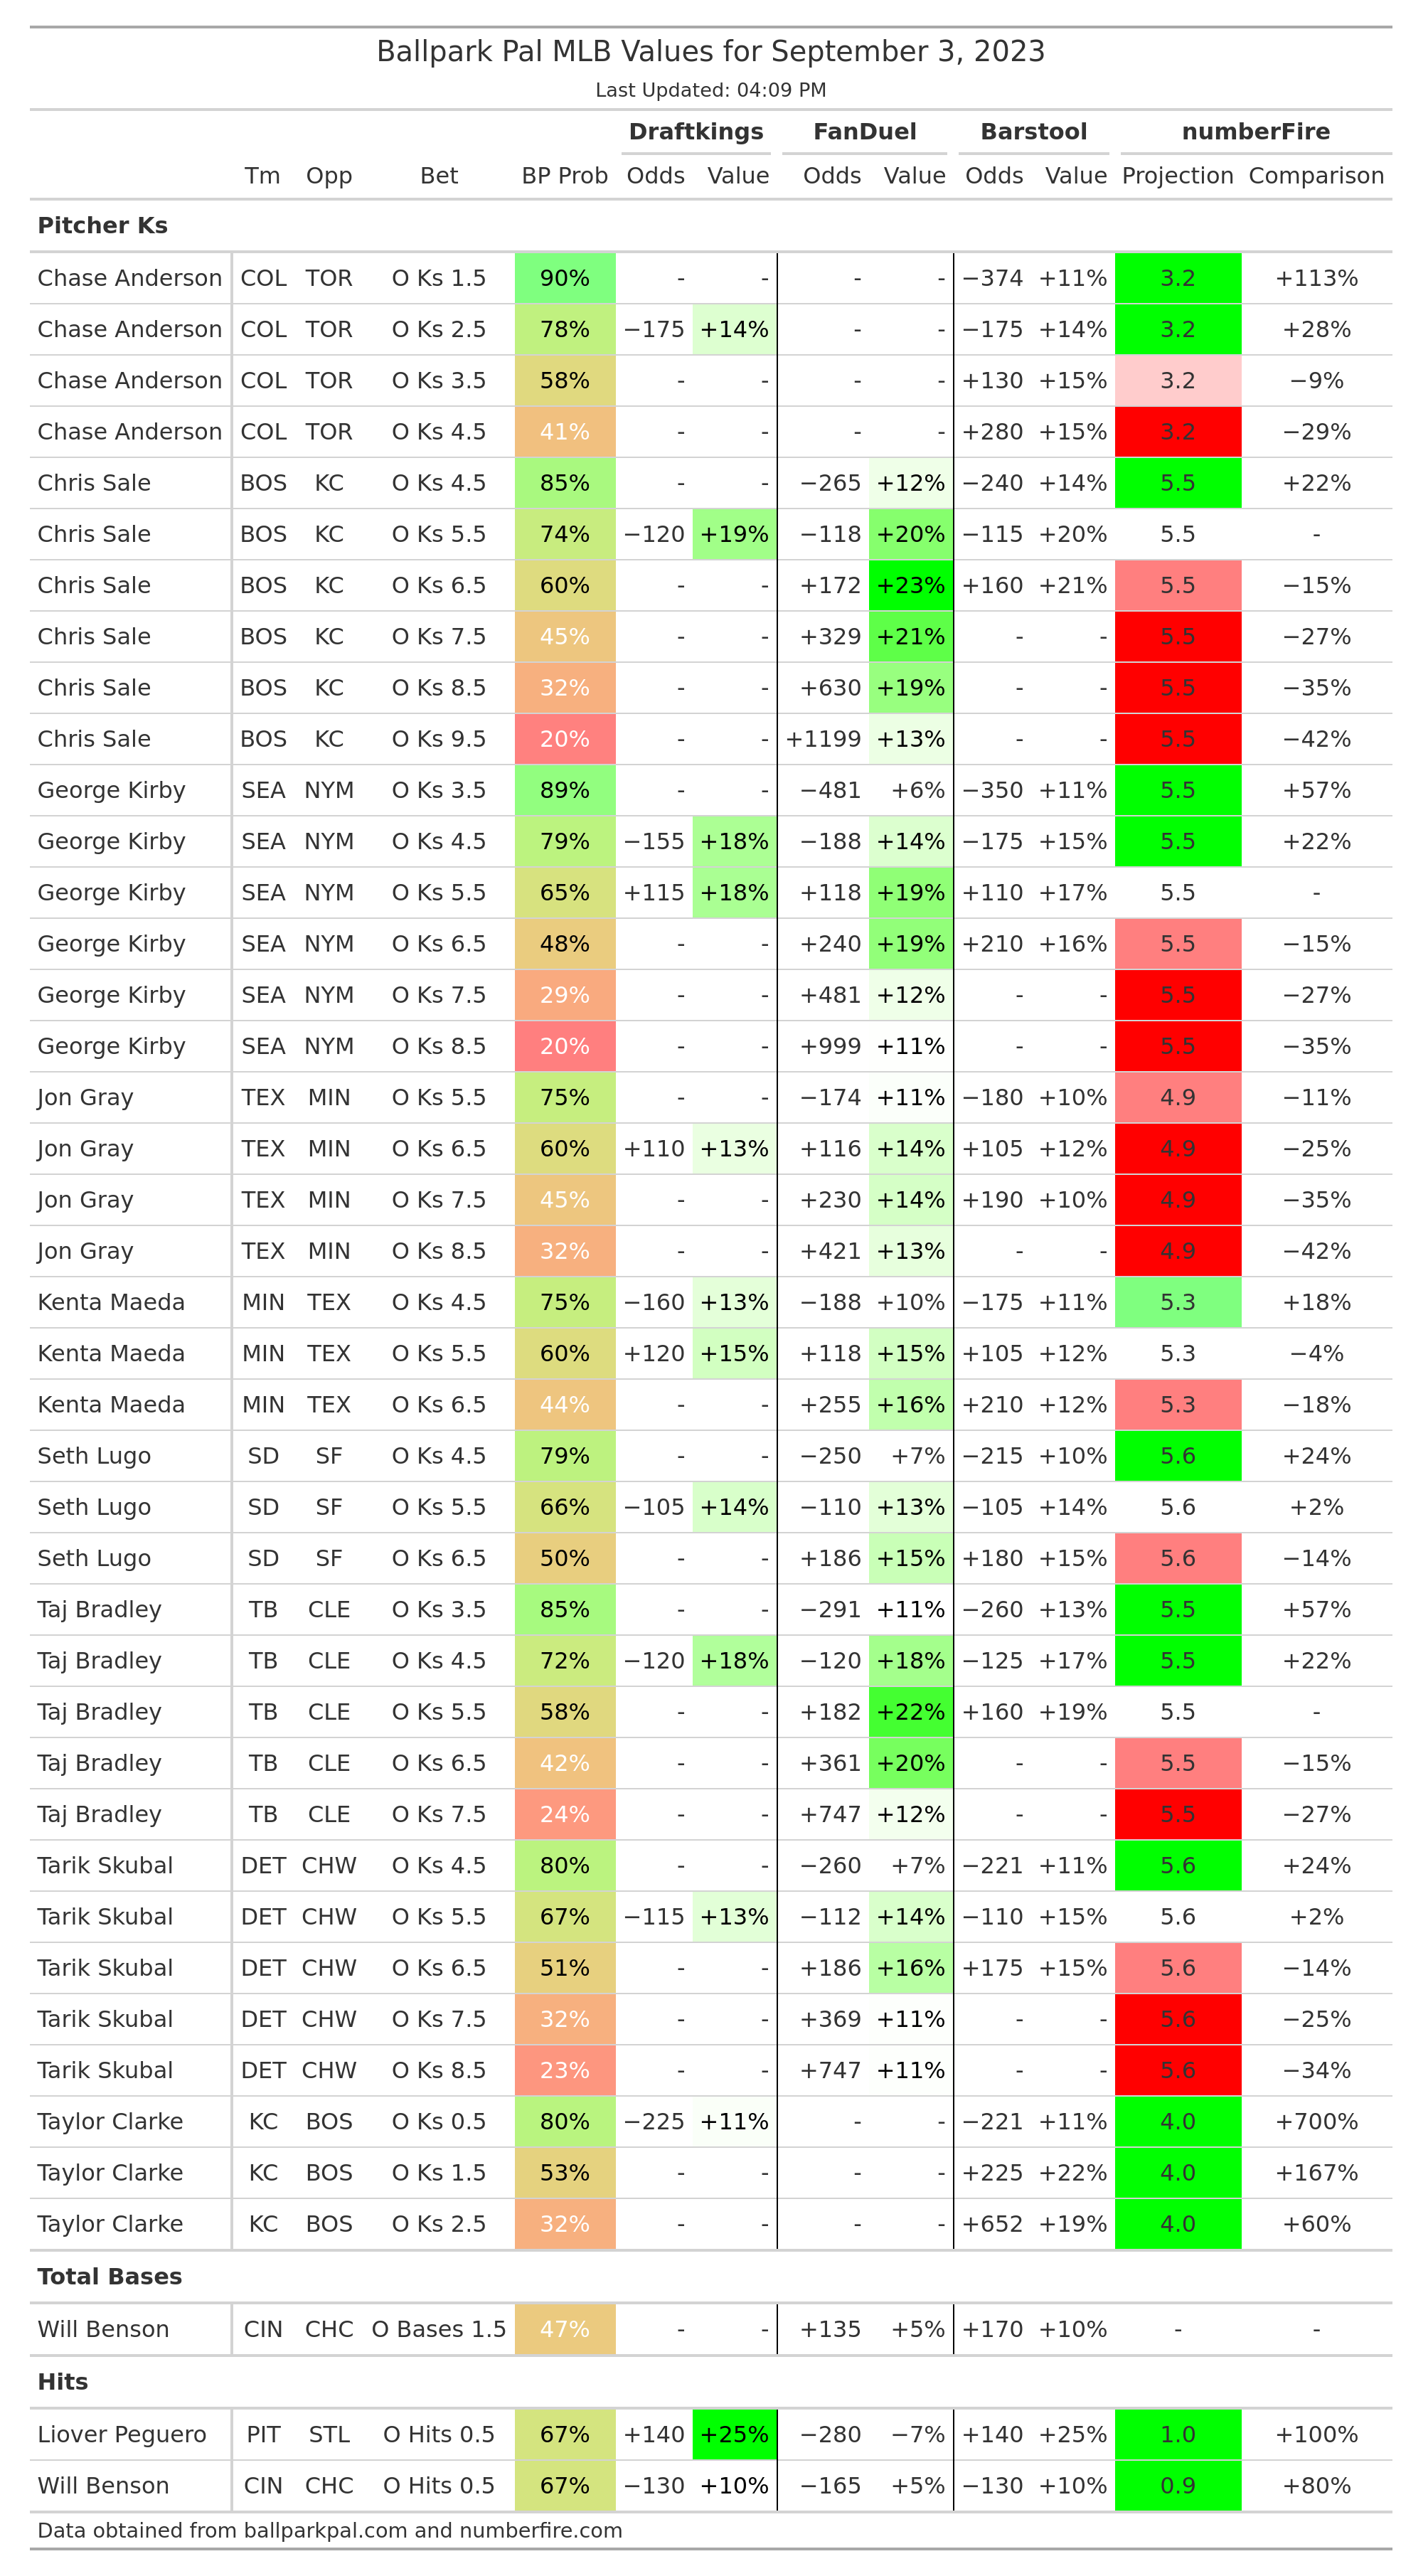 Ballpark Pal MLB Values for September 3, 2023
Last Updated: 04:09 PM
Draftkings FanDuel Barstool numberFire
Tm Opp Bet BP Prob Odds Value Odds Value Odds Value Projection Comparison
Pitcher Ks
Chase Anderson COL TOR O Ks 1.5 90% - - - - −374 +11% 3.2 +113%
Chase Anderson COL TOR O Ks 2.5 78% −175 +14% - - −175 +14% 3.2 +28%
Chase Anderson COL TOR O Ks 3.5 58% - - - - +130 +15% 3.2 −9%
Chase Anderson COL TOR O Ks 4.5 41% - - - - +280 +15% 3.2 −29%
Chris Sale BOS KC O Ks 4.5 85% - - −265 +12% −240 +14% 5.5 +22%
Chris Sale BOS KC O Ks 5.5 74% −120 +19% −118 +20% −115 +20% 5.5 -
Chris Sale BOS KC O Ks 6.5 60% - - +172 +23% +160 +21% 5.5 −15%
Chris Sale BOS KC O Ks 7.5 45% - - +329 +21% - - 5.5 −27%
Chris Sale BOS KC O Ks 8.5 32% - - +630 +19% - - 5.5 −35%
Chris Sale BOS KC O Ks 9.5 20% - - +1199 +13% - - 5.5 −42%
George Kirby SEA NYM O Ks 3.5 89% - - −481 +6% −350 +11% 5.5 +57%
George Kirby SEA NYM O Ks 4.5 79% −155 +18% −188 +14% −175 +15% 5.5 +22%
George Kirby SEA NYM O Ks 5.5 65% +115 +18% +118 +19% +110 +17% 5.5 -
George Kirby SEA NYM O Ks 6.5 48% - - +240 +19% +210 +16% 5.5 −15%
George Kirby SEA NYM O Ks 7.5 29% - - +481 +12% - - 5.5 −27%
George Kirby SEA NYM O Ks 8.5 20% - - +999 +11% - - 5.5 −35%
Jon Gray TEX MIN O Ks 5.5 75% - - −174 +11% −180 +10% 4.9 −11%
Jon Gray TEX MIN O Ks 6.5 60% +110 +13% +116 +14% +105 +12% 4.9 −25%
Jon Gray TEX MIN O Ks 7.5 45% - - +230 +14% +190 +10% 4.9 −35%
Jon Gray TEX MIN O Ks 8.5 32% - - +421 +13% - - 4.9 −42%
Kenta Maeda MIN TEX O Ks 4.5 75% −160 +13% −188 +10% −175 +11% 5.3 +18%
Kenta Maeda MIN TEX O Ks 5.5 60% +120 +15% +118 +15% +105 +12% 5.3 −4%
Kenta Maeda MIN TEX O Ks 6.5 44% - - +255 +16% +210 +12% 5.3 −18%
Seth Lugo SD SF O Ks 4.5 79% - - −250 +7% −215 +10% 5.6 +24%
Seth Lugo SD SF O Ks 5.5 66% −105 +14% −110 +13% −105 +14% 5.6 +2%
Seth Lugo SD SF O Ks 6.5 50% - - +186 +15% +180 +15% 5.6 −14%
Taj Bradley TB CLE O Ks 3.5 85% - - −291 +11% −260 +13% 5.5 +57%
Taj Bradley TB CLE O Ks 4.5 72% −120 +18% −120 +18% −125 +17% 5.5 +22%
Taj Bradley TB CLE O Ks 5.5 58% - - +182 +22% +160 +19% 5.5 -
Taj Bradley TB CLE O Ks 6.5 42% - - +361 +20% - - 5.5 −15%
Taj Bradley TB CLE O Ks 7.5 24% - - +747 +12% - - 5.5 −27%
Tarik Skubal DET CHW O Ks 4.5 80% - - −260 +7% −221 +11% 5.6 +24%
Tarik Skubal DET CHW O Ks 5.5 67% −115 +13% −112 +14% −110 +15% 5.6 +2%
Tarik Skubal DET CHW O Ks 6.5 51% - - +186 +16% +175 +15% 5.6 −14%
Tarik Skubal DET CHW O Ks 7.5 32% - - +369 +11% - - 5.6 −25%
Tarik Skubal DET CHW O Ks 8.5 23% - - +747 +11% - - 5.6 −34%
Taylor Clarke KC BOS O Ks 0.5 80% −225 +11% - - −221 +11% 4.0 +700%
Taylor Clarke KC BOS O Ks 1.5 53% - - - - +225 +22% 4.0 +167%
Taylor Clarke KC BOS O Ks 2.5 32% - - - - +652 +19% 4.0 +60%
Total Bases
Will Benson CIN CHC O Bases 1.5 47% - - +135 +5% +170 +10% - -
Hits
Liover Peguero PIT STL O Hits 0.5 67% +140 +25% −280 −7% +140 +25% 1.0 +100%
Will Benson CIN CHC O Hits 0.5 67% −130 +10% −165 +5% −130 +10% 0.9 +80%
Data obtained from ballparkpal.com and numberfire.com